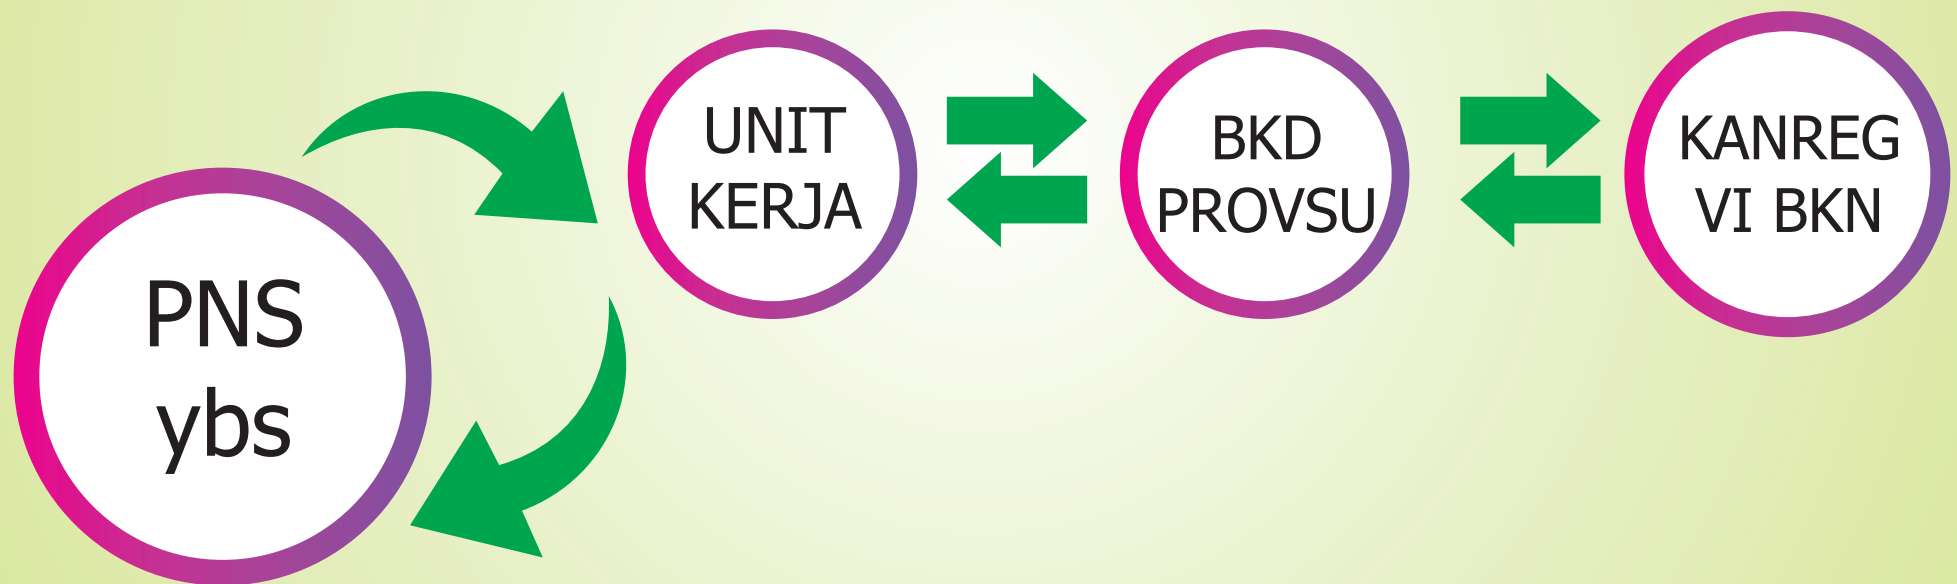 PNS
ybs
UNIT
KERJA
BKD
PROVSU
KANREG
VI BKN